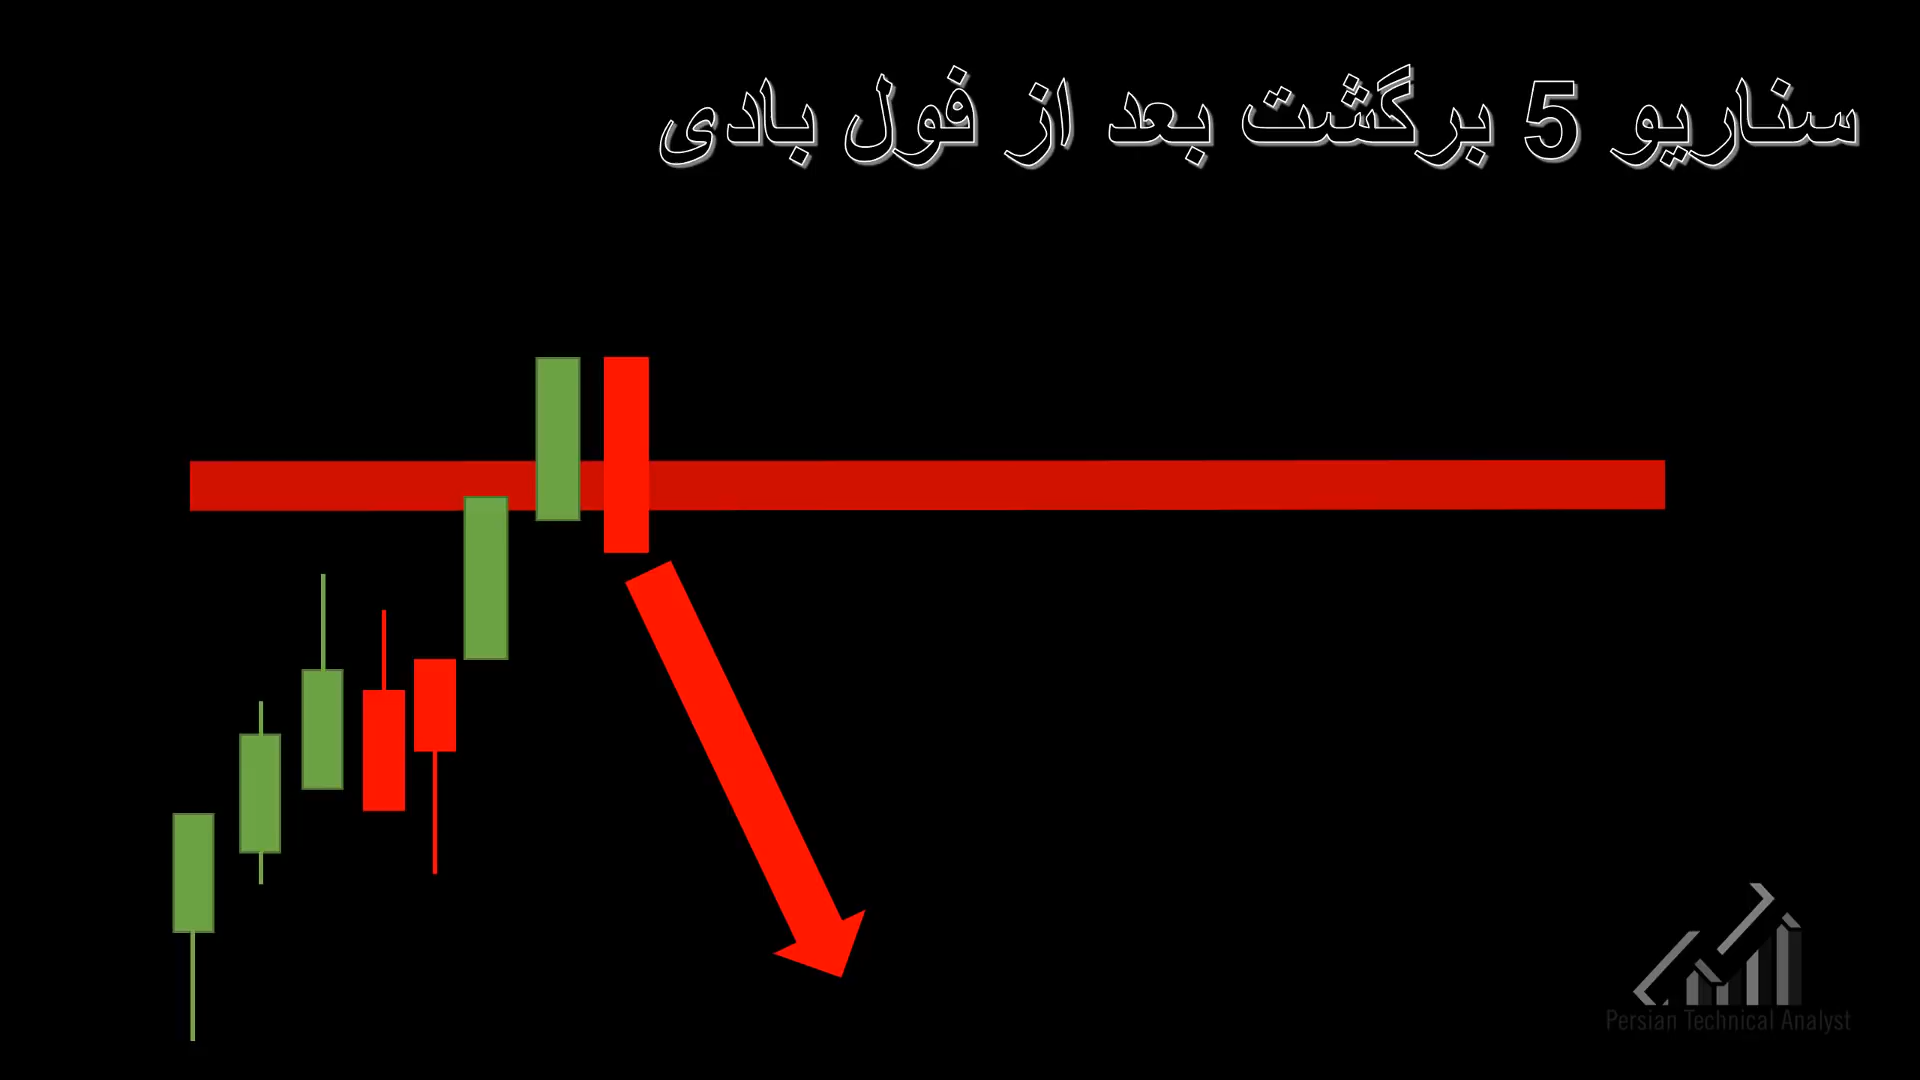 سناریو 5 برگشت بعد از فول بادی
Persian Technical Analyst